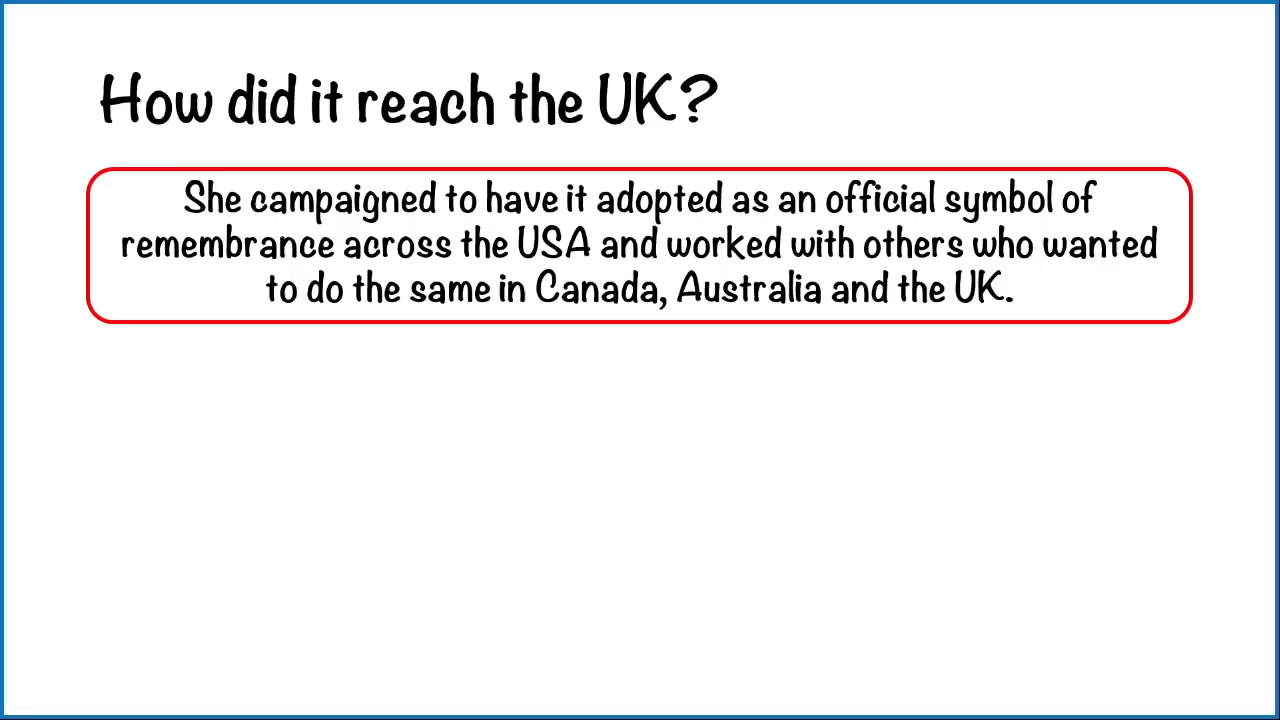 How did it reach the UK?
She campaigned to have it adopted as an official symbol of
remembrance across the USA and worked with others who wanted
to do the same in Canada, Australia and the UK.